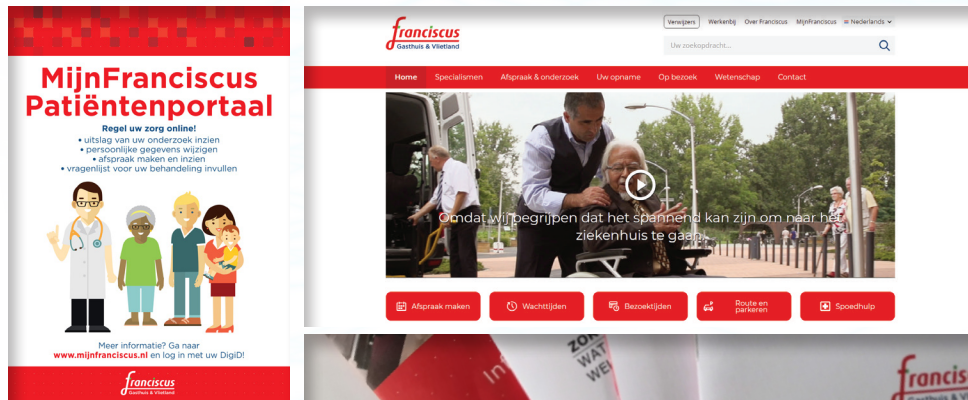 MijnFranciscus
Patiëntenportaal
Regel uw zorg online!
• uitslag van uw onderzoek inzien
• persoonlijke gegevens wijzigen
• afspraak maken en inzien
• vragenlijst voor uw behandeling invullen
Meer informatie? Ga naar
www.mijnfranciscus.nl en log in met uw DigiD!
franciscus
Gasthuis & Vlietland
franciscus
Gasthuis & Vlietland
Verwijzers Werkenbij Over Franciscus MijnFranciscus Nederlands
Uw zoekopdracht...
Home Specialismen Afspraak & onderzoek Uw opname Op bezoek Wetenschap Contact
Omdat wij begrijpen dat het spannend kan zijn om naar het
ziekenhuis te gaan.
Afspraak maken Wachttijden Bezoektijden Route en
parkeren Spoedhulp